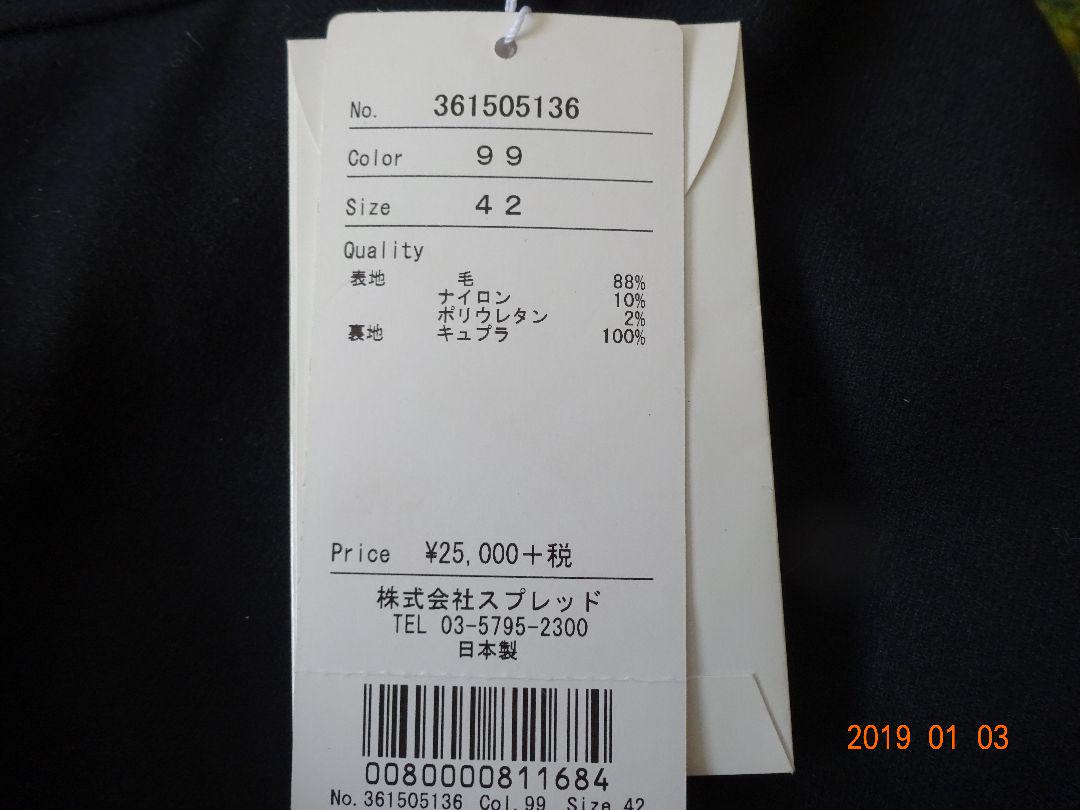 No. 361505136
Color 99
Size 42
Quality
表地 毛 88%
ナイロン 10%
ポリウレタン 2%
裏地 キュプラ 100%
Price ¥25,000+税
株式会社スプレッド
TEL 03-5795-2300
日本製
0080000811684
No.361505136 Col.99 Size 42
2019 01 03